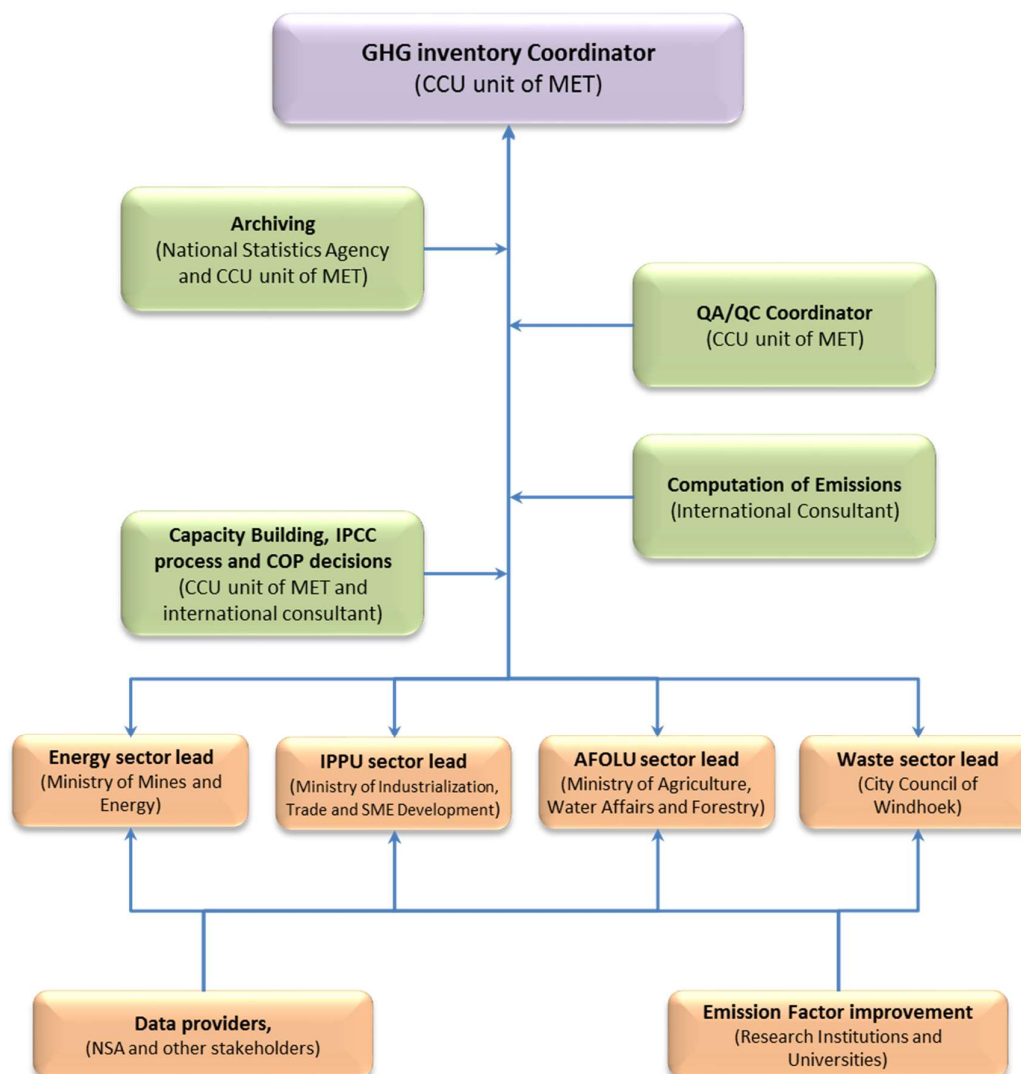 GHG inventory Coordinator
(CCU unit of MET)
Archiving
(National Statistics Agency
and CCU unit of MET)
QA/QC Coordinator
(CCU unit of MET)
Computation of Emissions
(International Consultant)
Capacity Building, IPCC
process and COP decisions
(CCU unit of MET and
international consultant)
Energy sector lead
(Ministry of Mines and
Energy)
IPPU sector lead
(Ministry of Industrialization,
Trade and SME Development)
AFOLU sector lead
(Ministry of Agriculture,
Water Affairs and Forestry)
Waste sector lead
(City Council of
Windhoek)
Data providers,
(NSA and other stakeholders)
Emission Factor improvement
(Research Institutions and
Universities)